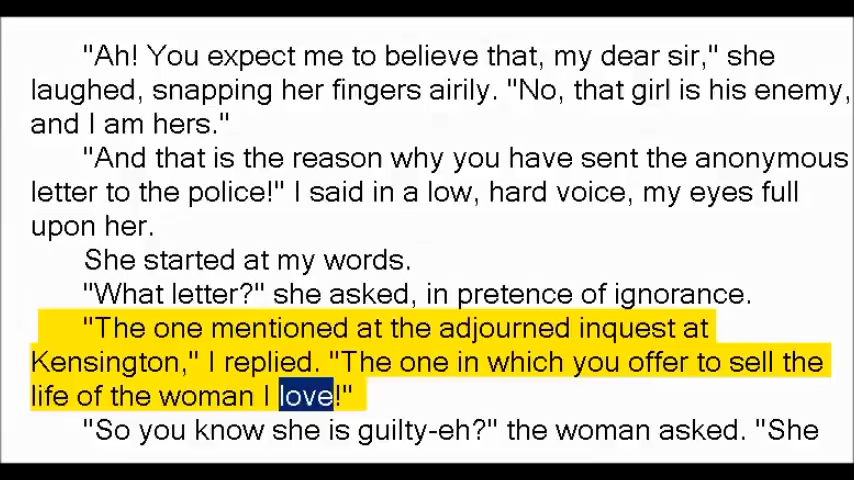 "Ah! You expect me to believe that, my dear sir," she
laughed, snapping her fingers airily. "No, that girl is his enemy,
and I am hers."
"And that is the reason why you have sent the anonymous
letter to the police!" I said in a low, hard voice, my eyes full
upon her.
She started at my words.
"What letter?" she asked, in pretence of ignorance.
"The one mentioned at the adjourned inquest at
Kensington," I replied. "The one in which you offer to sell the
life of the woman I love!"
"So you know she is guilty-eh?" the woman asked. "She